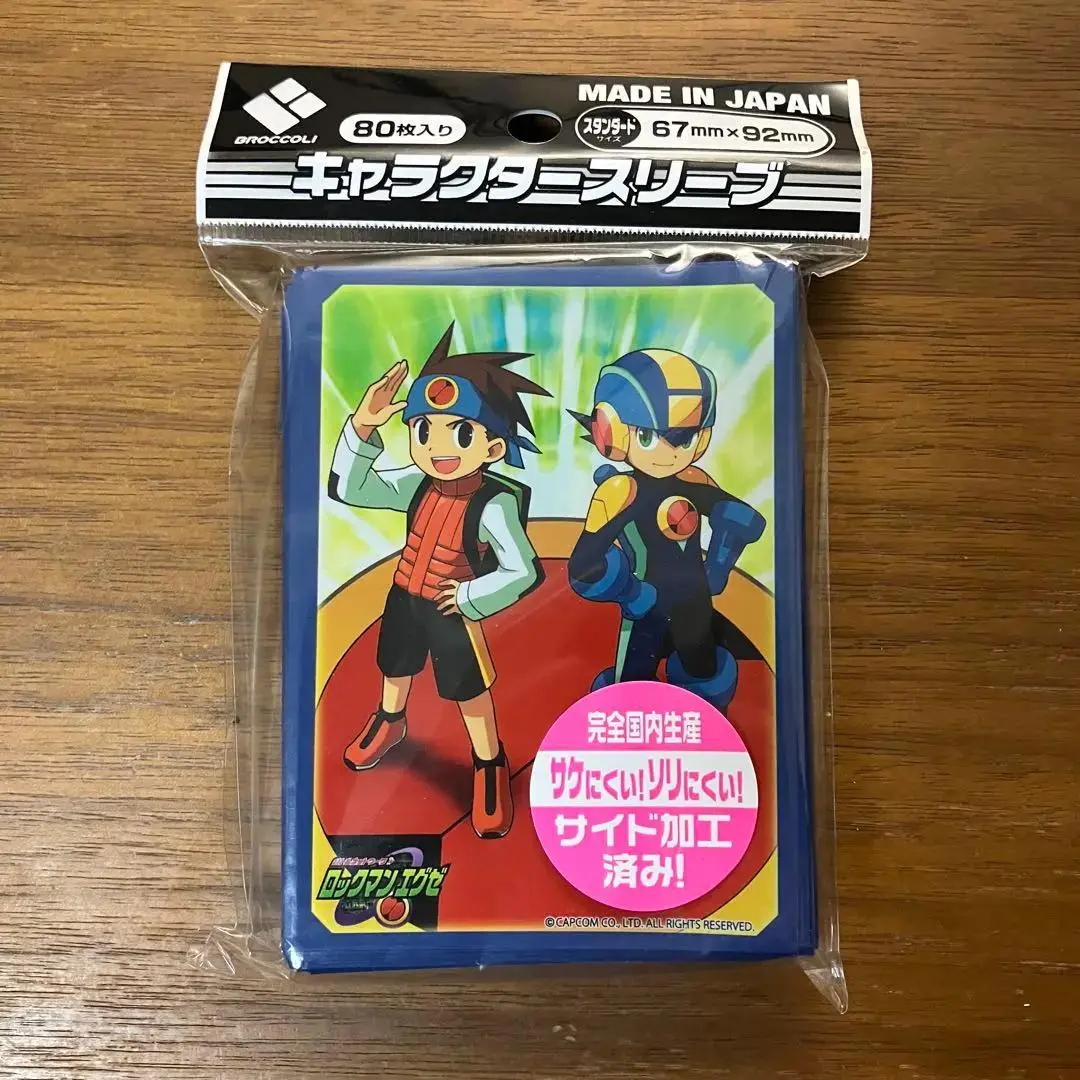 BROCCOLI
80枚入り
MADE IN JAPAN
スタンダード
サイズ
67mm×92mm
キャラクタースリーブ
完全国内生産
サケにくい!ソリにくい!
サイド加工
済み!
ロックマンエグゼ
©CAPCOM CO., LTD. ALL RIGHTS RESERVED.